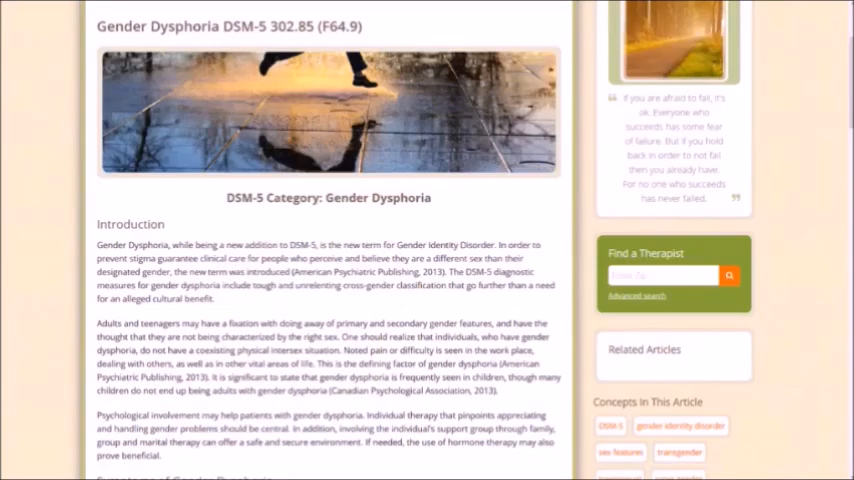 Gender Dysphoria DSM-5 302.85 (F64.9)
DSM-5 Category: Gender Dysphoria
Introduction
Gender Dysphoria, while being a new addition to DSM-5, is the new term for Gender Identity Disorder. In order to
prevent stigma guarantee clinical care for people who perceive and believe they are a different sex than their
designated gender, the new term was introduced (American Psychiatric Publishing, 2013). The DSM-5 diagnostic
measures for gender dysphoria include tough and unrelenting cross-gender classification that go further than a need
for an alleged cultural benefit.
Adults and teenagers may have a fixation with doing away of primary and secondary gender features, and have the
thought that they are not being characterized by the right sex. One should realize that individuals, who have gender
dysphoria, do not have a coexisting physical intersex situation. Noted pain or difficulty is seen in the work place,
dealing with others, as well as in other vital areas of life. This is the defining factor of gender dysphoria (American
Psychiatric Publishing, 2013). It is significant to state that gender dysphoria is frequently seen in children, though many
children do not end up being adults with gender dysphoria (Canadian Psychological Association, 2013).
Psychological involvement may help patients with gender dysphoria. Individual therapy that pinpoints appreciating
and handling gender problems should be central. In addition, involving the individual's support group through family,
group and marital therapy can offer a safe and secure environment. If needed, the use of hormone therapy may also
prove beneficial.
Symptoms of Gender Dysphoria
If you are afraid to fail, it's
ok. Everyone who
succeeds has some fear
of failure. But if you hold
back in order to not fail
then you already have.
For no one who succeeds
has never failed.
Find a Therapist
Advanced search
Related Articles
Concepts In This Article
DSM-5 gender identity disorder
sex features transgender